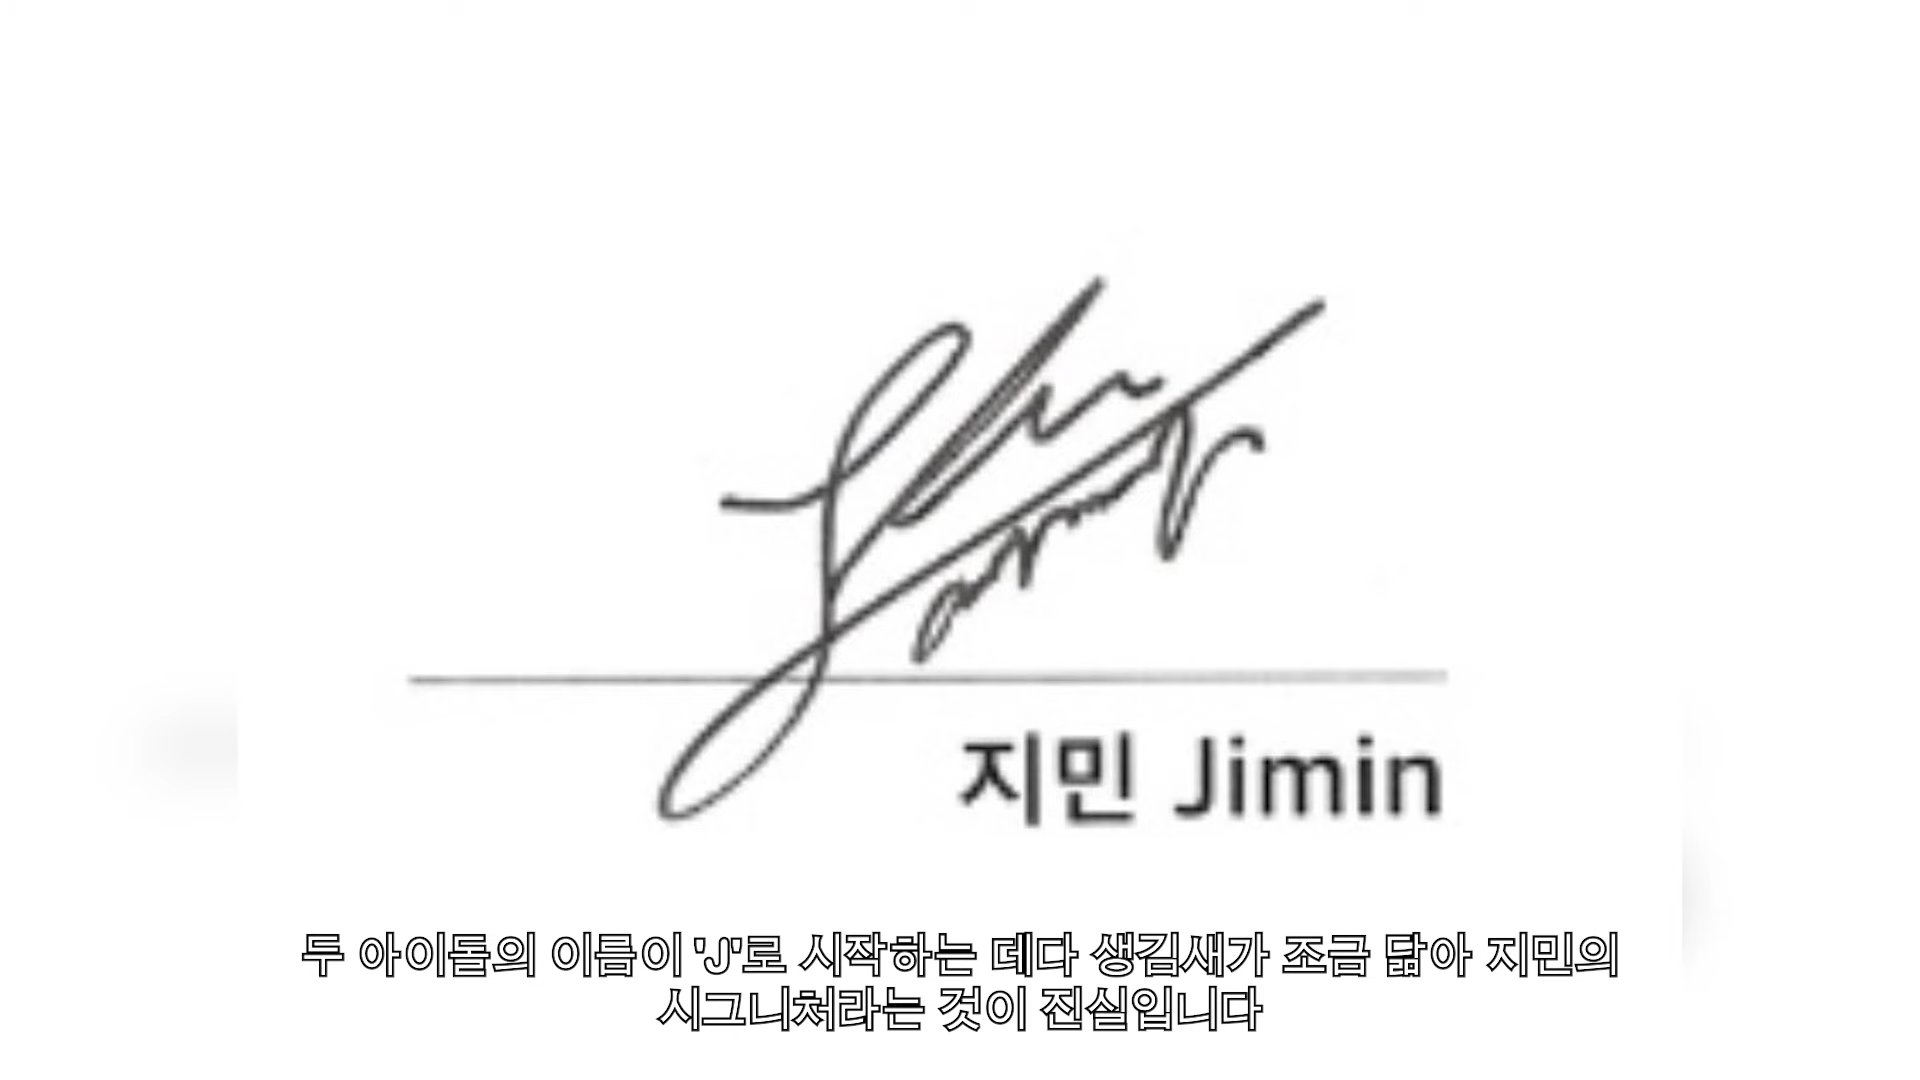 지민 Jimin
두 아이돌의 이름이 'J'로 시작하는 데다 생김새가 조금 닮아 지민의
시그니처라는 것이 진실입니다